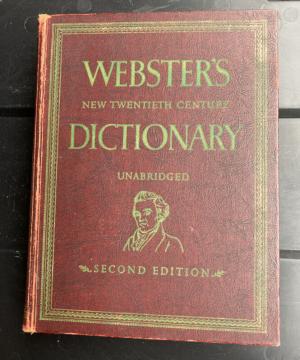 WEBSTER'S
NEW TWENTIETH CENTURY
DICTIONARY
UNABRIDGED
SECOND EDITION